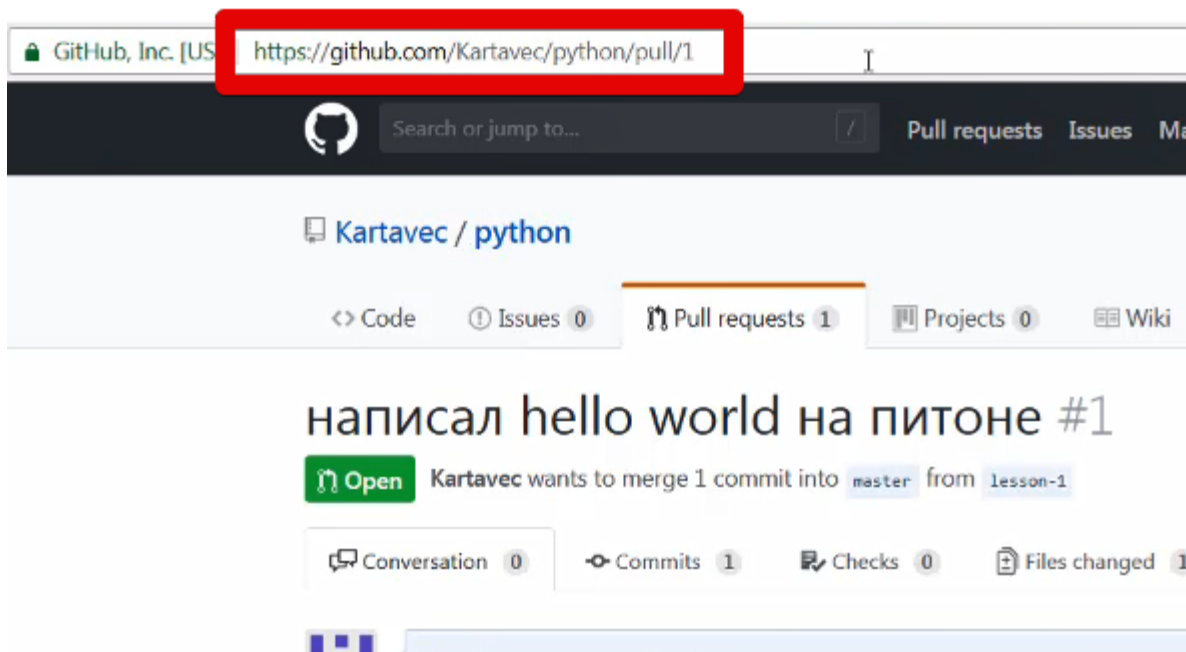 GitHub, Inc. [US https://github.com/Kartavec/python/pull/1
Search or jump to... / Pull requests Issues Ma
Kartavec / python
<> Code Issues 0 Pull requests 1 Projects 0 Wiki
написал hello world на питоне #1
Open Kartavec wants to merge 1 commit into master from lesson-1
Conversation 0 Commits 1 Checks 0 Files changed 1